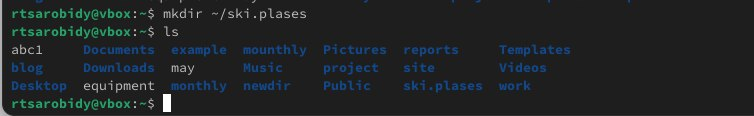 rtsarobidy@vbox:~$ mkdir ~/ski.plases
rtsarobidy@vbox:~$ ls
abc1 Documents example mounthly Pictures reports Templates
blog Downloads may Music project site Videos
Desktop equipment monthly newdir Public ski.plases work
rtsarobidy@vbox:~$